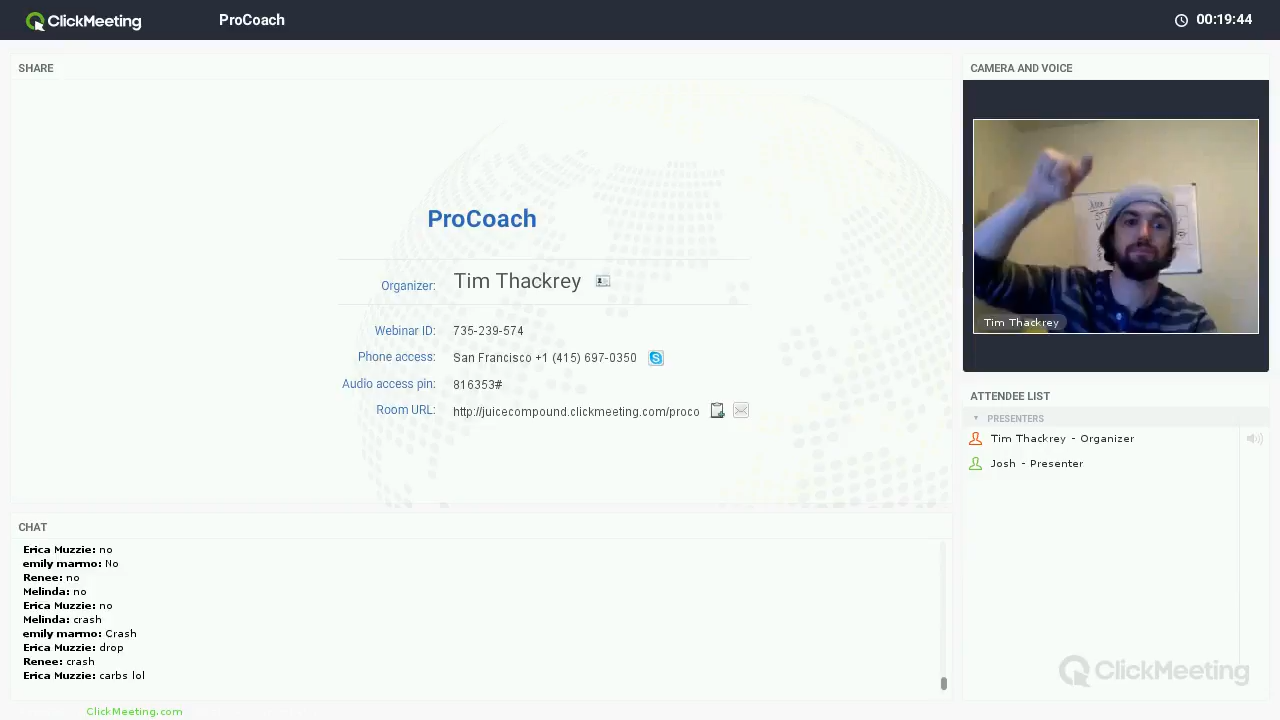 ClickMeeting
ProCoach
00:19:44
SHARE
ProCoach
Organizer: Tim Thackrey
Webinar ID: 735-239-574
Phone access: San Francisco +1 (415) 697-0350
Audio access pin: 816353#
Room URL: http://juicecompound.clickmeeting.com/proco
CAMERA AND VOICE
Tim Thackrey
ATTENDEE LIST
PRESENTERS
Tim Thackrey - Organizer
Josh - Presenter
CHAT
Erica Muzzie: no
emily marmo: No
Renee: no
Melinda: no
Erica Muzzie: no
Melinda: crash
emily marmo: Crash
Erica Muzzie: drop
Renee: crash
Erica Muzzie: carbs lol
ClickMeeting
ClickMeeting.com